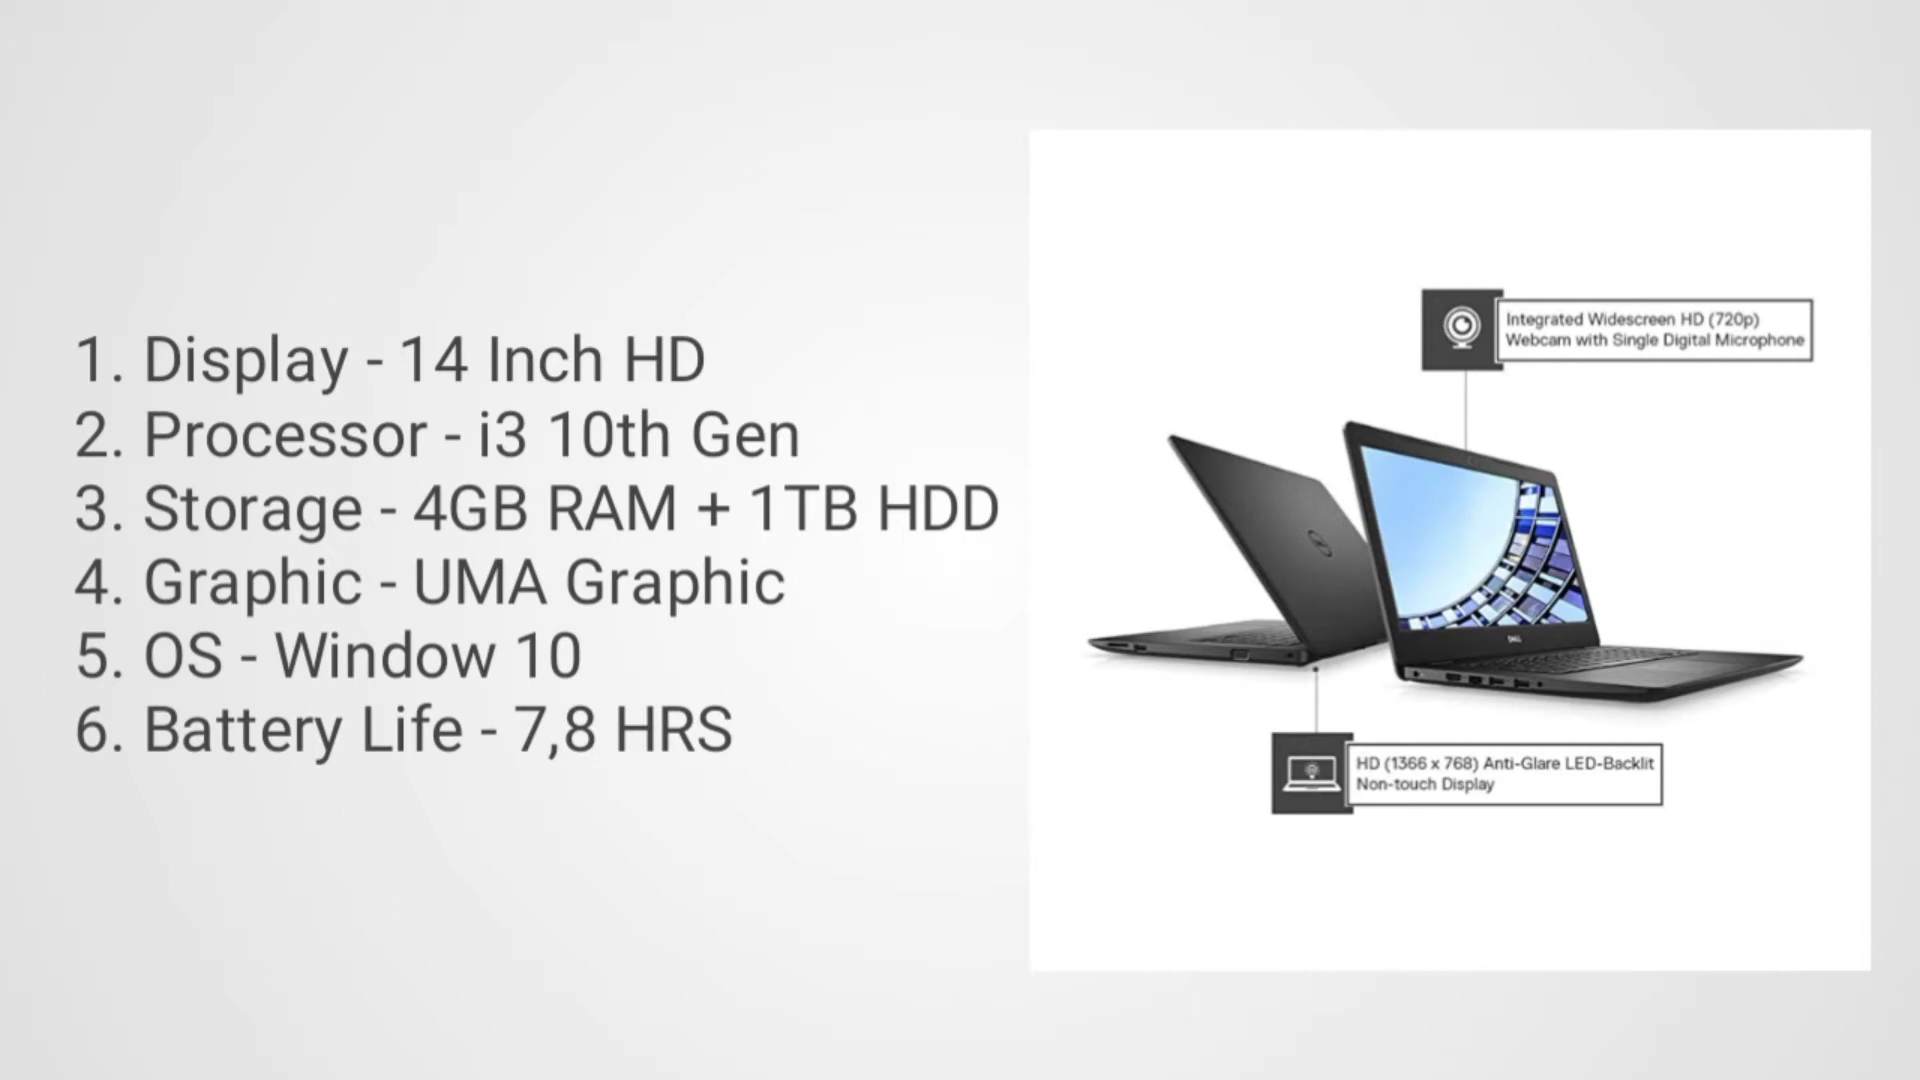 1. Display - 14 Inch HD
2. Processor - i3 10th Gen
3. Storage - 4GB RAM + 1TB HDD
4. Graphic - UMA Graphic
5. OS - Window 10
6. Battery Life - 7,8 HRS
Integrated Widescreen HD (720p)
Webcam with Single Digital Microphone
DELL
HD (1366 x 768) Anti-Glare LED-Backlit
Non-touch Display